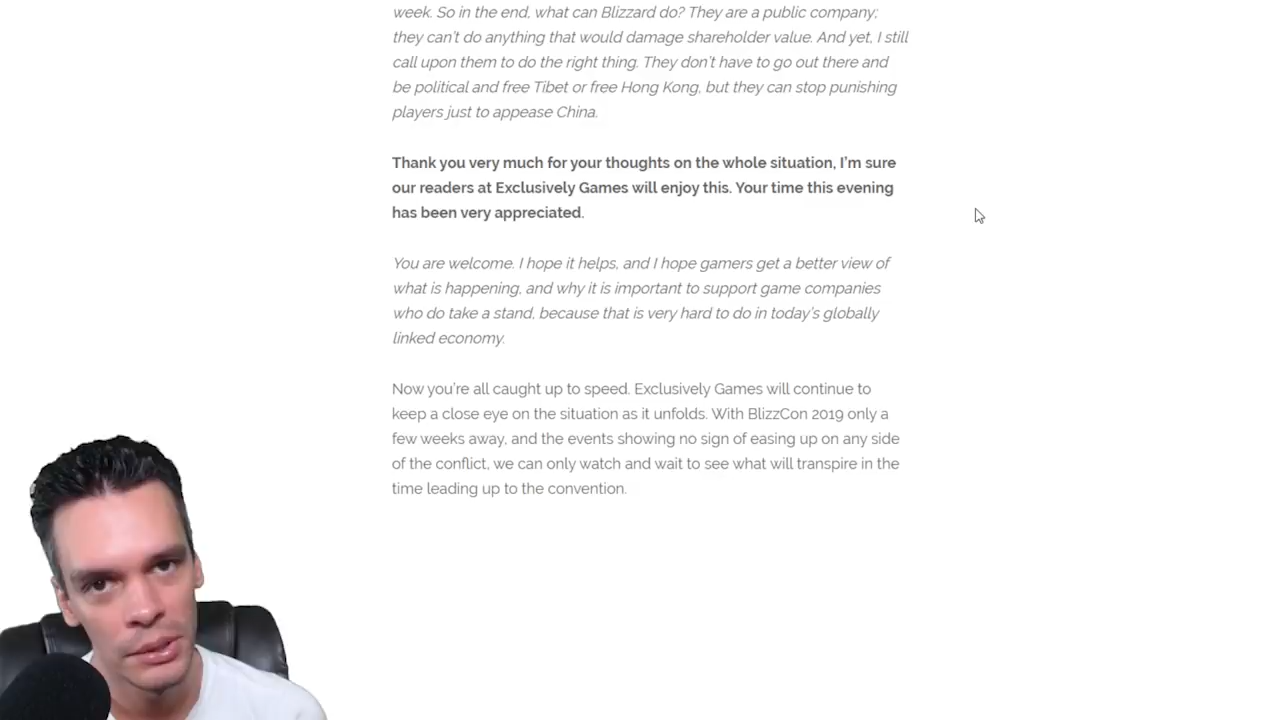 week. So in the end, what can Blizzard do? They are a public company;
they can't do anything that would damage shareholder value. And yet, I still
call upon them to do the right thing. They don't have to go out there and
be political and free Tibet or free Hong Kong, but they can stop punishing
players just to appease China.
Thank you very much for your thoughts on the whole situation, I'm sure
our readers at Exclusively Games will enjoy this. Your time this evening
has been very appreciated.
You are welcome. I hope it helps, and I hope gamers get a better view of
what is happening, and why it is important to support game companies
who do take a stand, because that is very hard to do in today's globally
linked economy.
Now you're all caught up to speed. Exclusively Games will continue to
keep a close eye on the situation as it unfolds. With BlizzCon 2019 only a
few weeks away, and the events showing no sign of easing up on any side
of the conflict, we can only watch and wait to see what will transpire in the
time leading up to the convention.